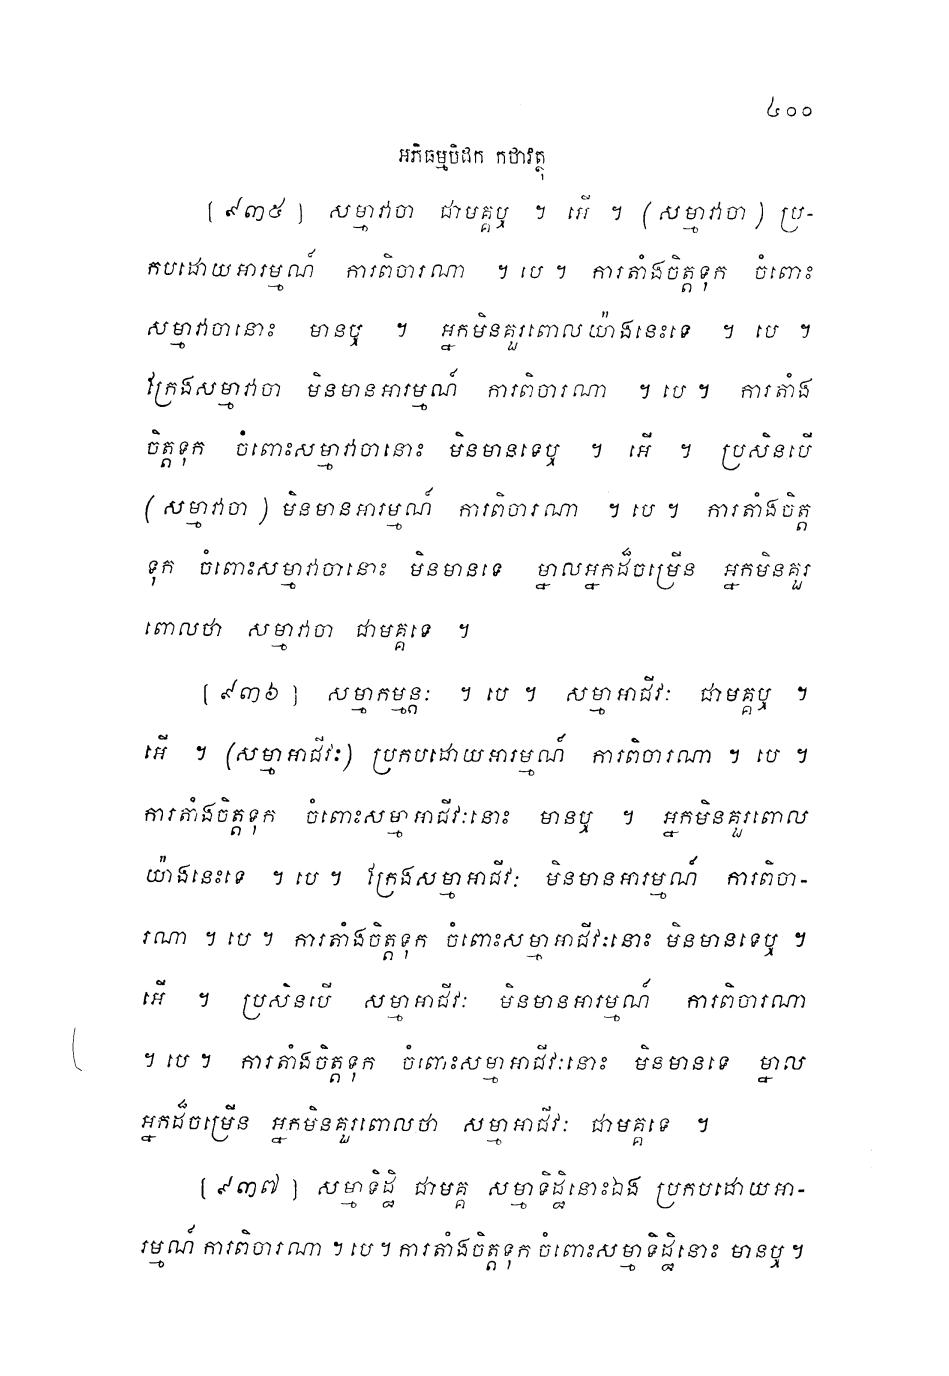 ៤០០
អភិធម្មបិដក កថាវត្ថុ
[៩៣៥] សម្មាវាចា ជាមគ្គឬ ។ អើ ។ (សម្មាវាចា) ប្រ-
កបដោយអារម្មណ៍ ការពិចារណា ។ បេ ។ ការតាំងចិត្តទុក ចំពោះ
សម្មាវាចានោះ មានឬ ។ អ្នកមិនគួរពោលយ៉ាងនេះទេ ។ បេ ។
ក្រែងសម្មាវាចា មិនមានអារម្មណ៍ ការពិចារណា ។ បេ ។ ការតាំង
ចិត្តទុក ចំពោះសម្មាវាចានោះ មិនមានទេឬ ។ អើ ។ ប្រសិនបើ
(សម្មាវាចា) មិនមានអារម្មណ៍ ការពិចារណា ។ បេ ។ ការតាំងចិត្ត
ទុក ចំពោះសម្មាវាចានោះ មិនមានទេ ម្នាលអ្នកដ៏ចម្រើន អ្នកមិនគួរ
ពោលថា សម្មាវាចា ជាមគ្គទេ ។
[៩៣៦] សម្មាកម្មន្តៈ ។ បេ ។ សម្មាអាជីវៈ ជាមគ្គឬ ។
អើ ។ (សម្មាអាជីវៈ) ប្រកបដោយអារម្មណ៍ ការពិចារណា ។ បេ ។
ការតាំងចិត្តទុក ចំពោះសម្មាអាជីវៈនោះ មានឬ ។ អ្នកមិនគួរពោល
យ៉ាងនេះទេ ។ បេ ។ ក្រែងសម្មាអាជីវៈ មិនមានអារម្មណ៍ ការពិចា-
រណា ។ បេ ។ ការតាំងចិត្តទុក ចំពោះសម្មាអាជីវៈនោះ មិនមានទេឬ ។
អើ ។ ប្រសិនបើ សម្មាអាជីវៈ មិនមានអារម្មណ៍ ការពិចារណា
។ បេ ។ ការតាំងចិត្តទុក ចំពោះសម្មាអាជីវៈនោះ មិនមានទេ ម្នាល
អ្នកដ៏ចម្រើន អ្នកមិនគួរពោលថា សម្មាអាជីវៈ ជាមគ្គទេ ។
[៩៣៧] សម្មាទិដ្ឋិ ជាមគ្គ សម្មាទិដ្ឋិនោះឯង ប្រកបដោយអា-
រម្មណ៍ ការពិចារណា ។ បេ ។ ការតាំងចិត្តទុក ចំពោះសម្មាទិដ្ឋិនោះ មានឬ ។